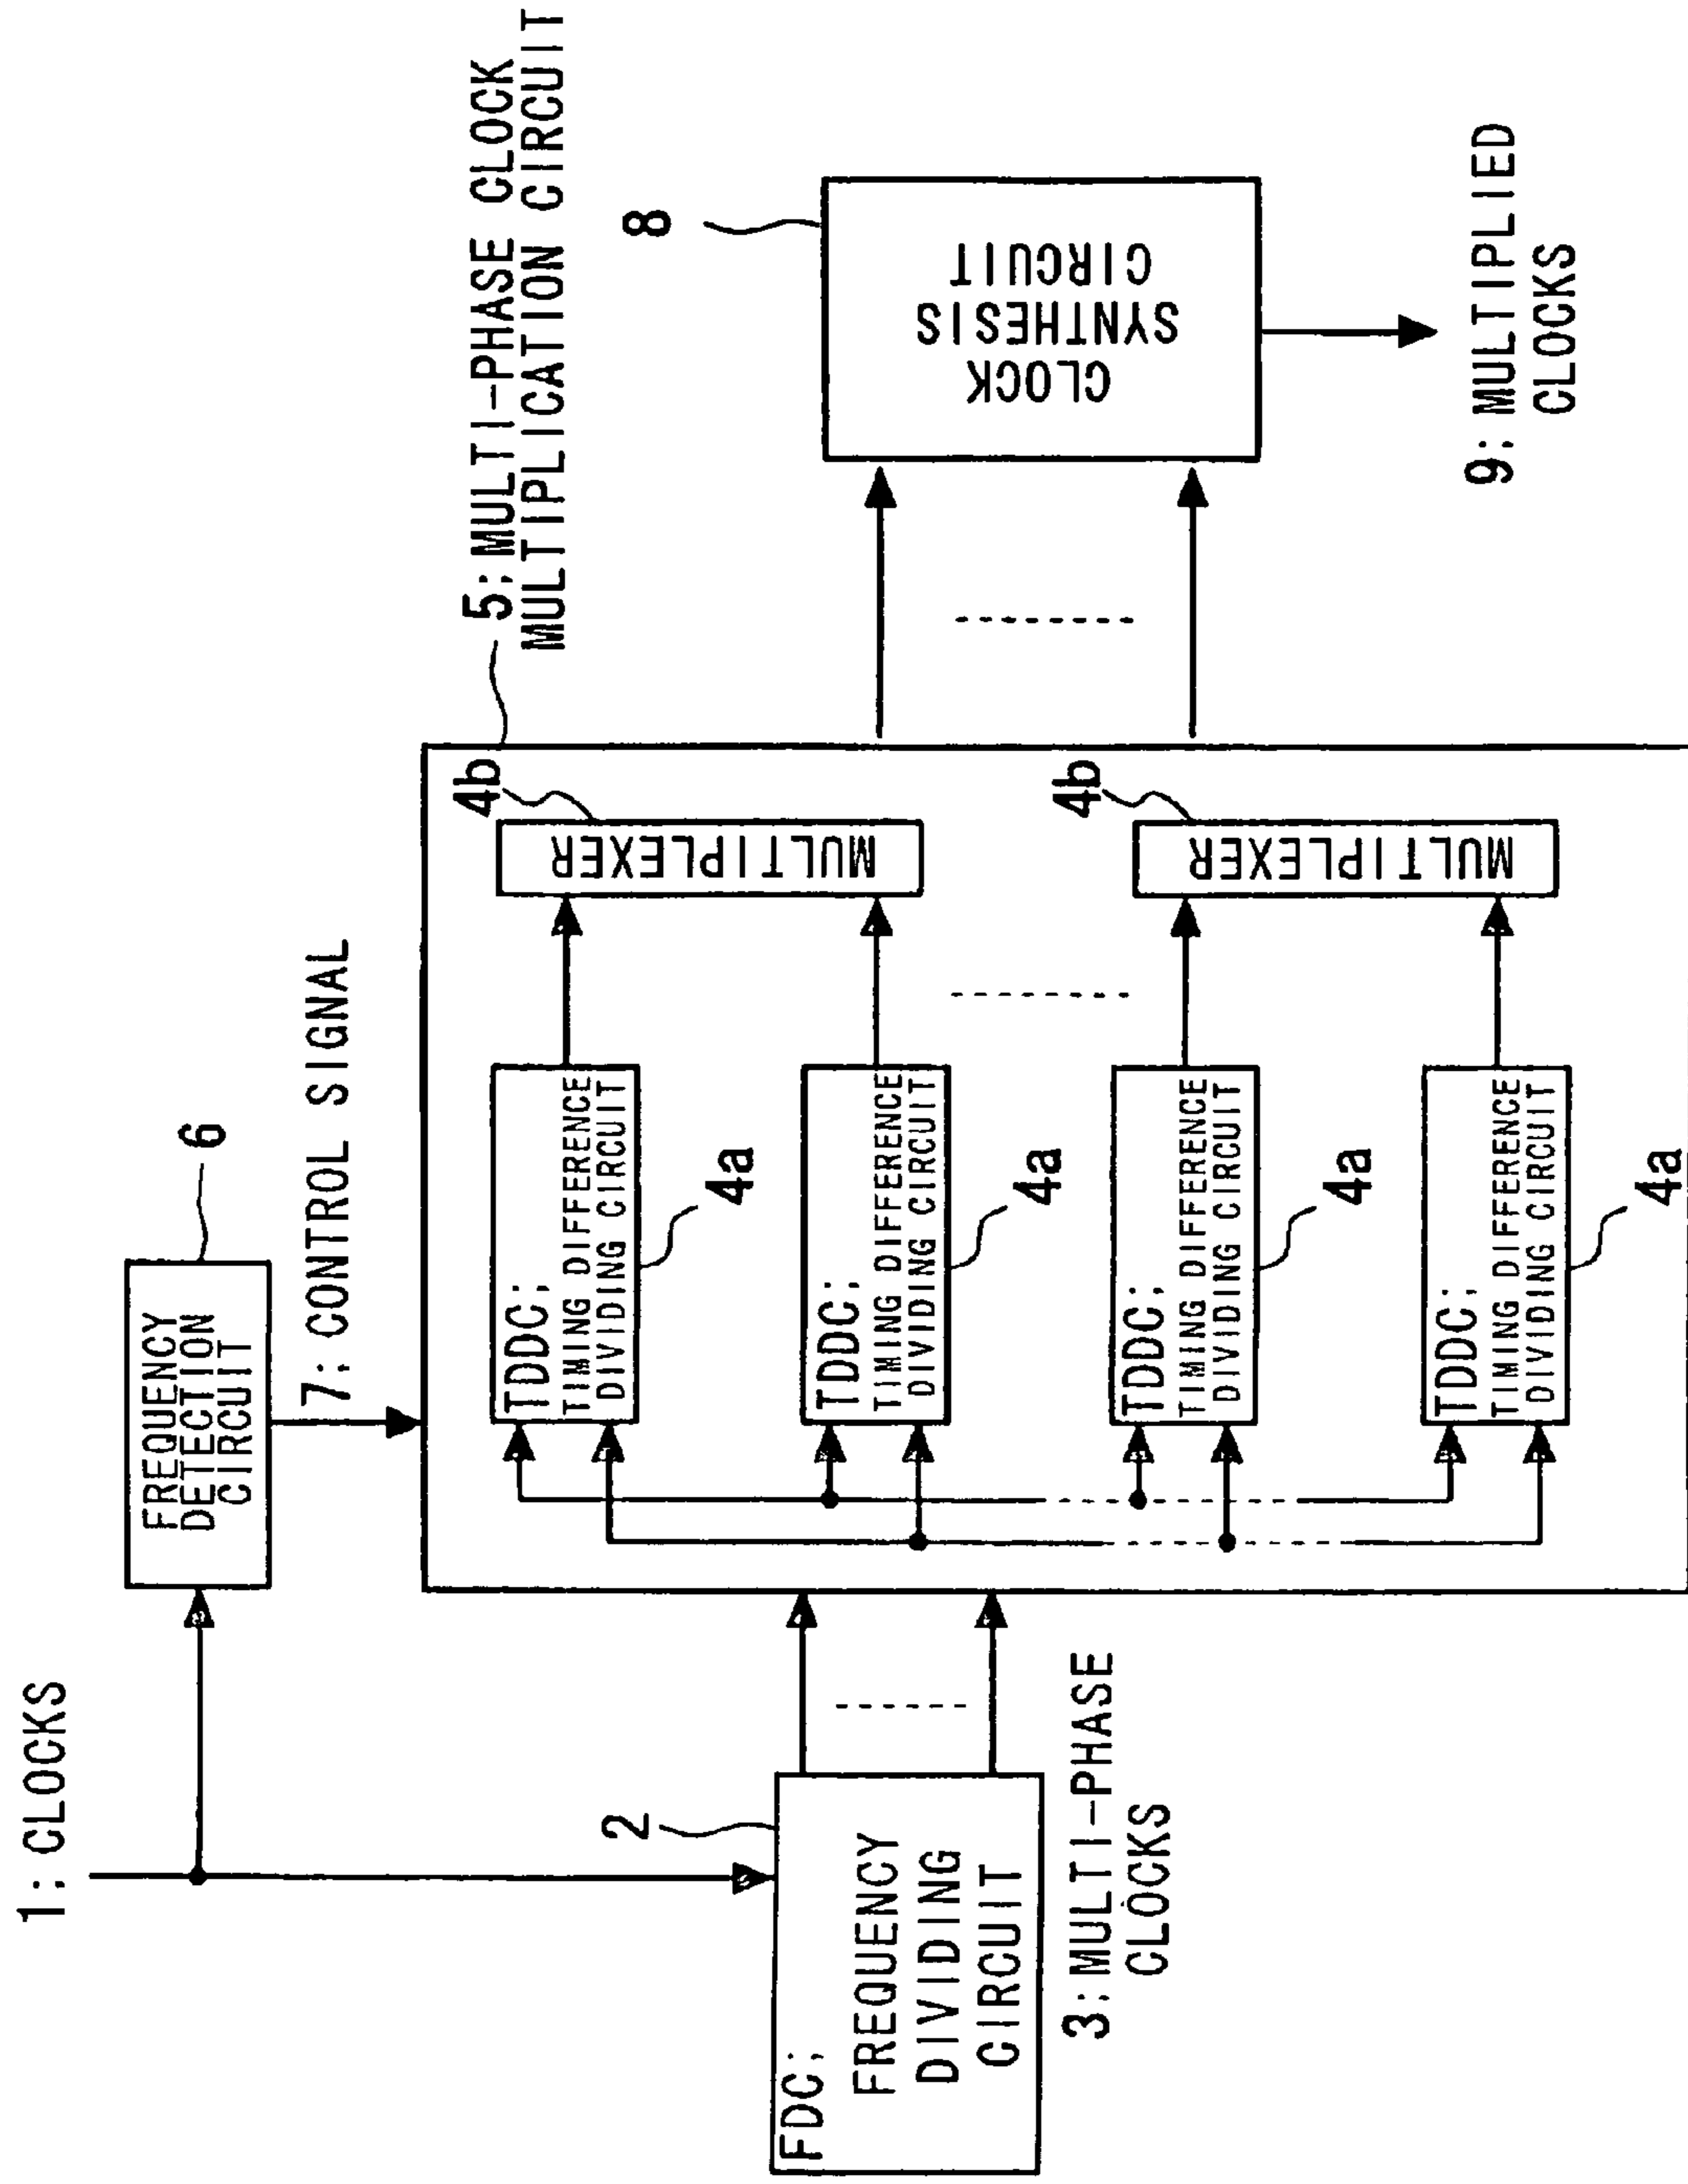 1: CLOCKS
FREQUENCY
DETECTION
CIRCUIT
6
7: CONTROL SIGNAL
5: MULTI-PHASE CLOCK
MULTIPLICATION CIRCUIT
2
FDC;
FREQUENCY
DIVIDING
CIRCUIT
3: MULTI-PHASE
CLOCKS
TDDC;
TIMING DIFFERENCE
DIVIDING CIRCUIT
4a
TDDC;
TIMING DIFFERENCE
DIVIDING CIRCUIT
4a
TDDC;
TIMING DIFFERENCE
DIVIDING CIRCUIT
4a
TDDC:
TIMING DIFFERENCE
DIVIDING CIRCUIT
4a
4b
MULTIPLEXER
4b
MULTIPLEXER
8
CLOCK
SYNTHESIS
CIRCUIT
9: MULTIPLIED
CLOCKS